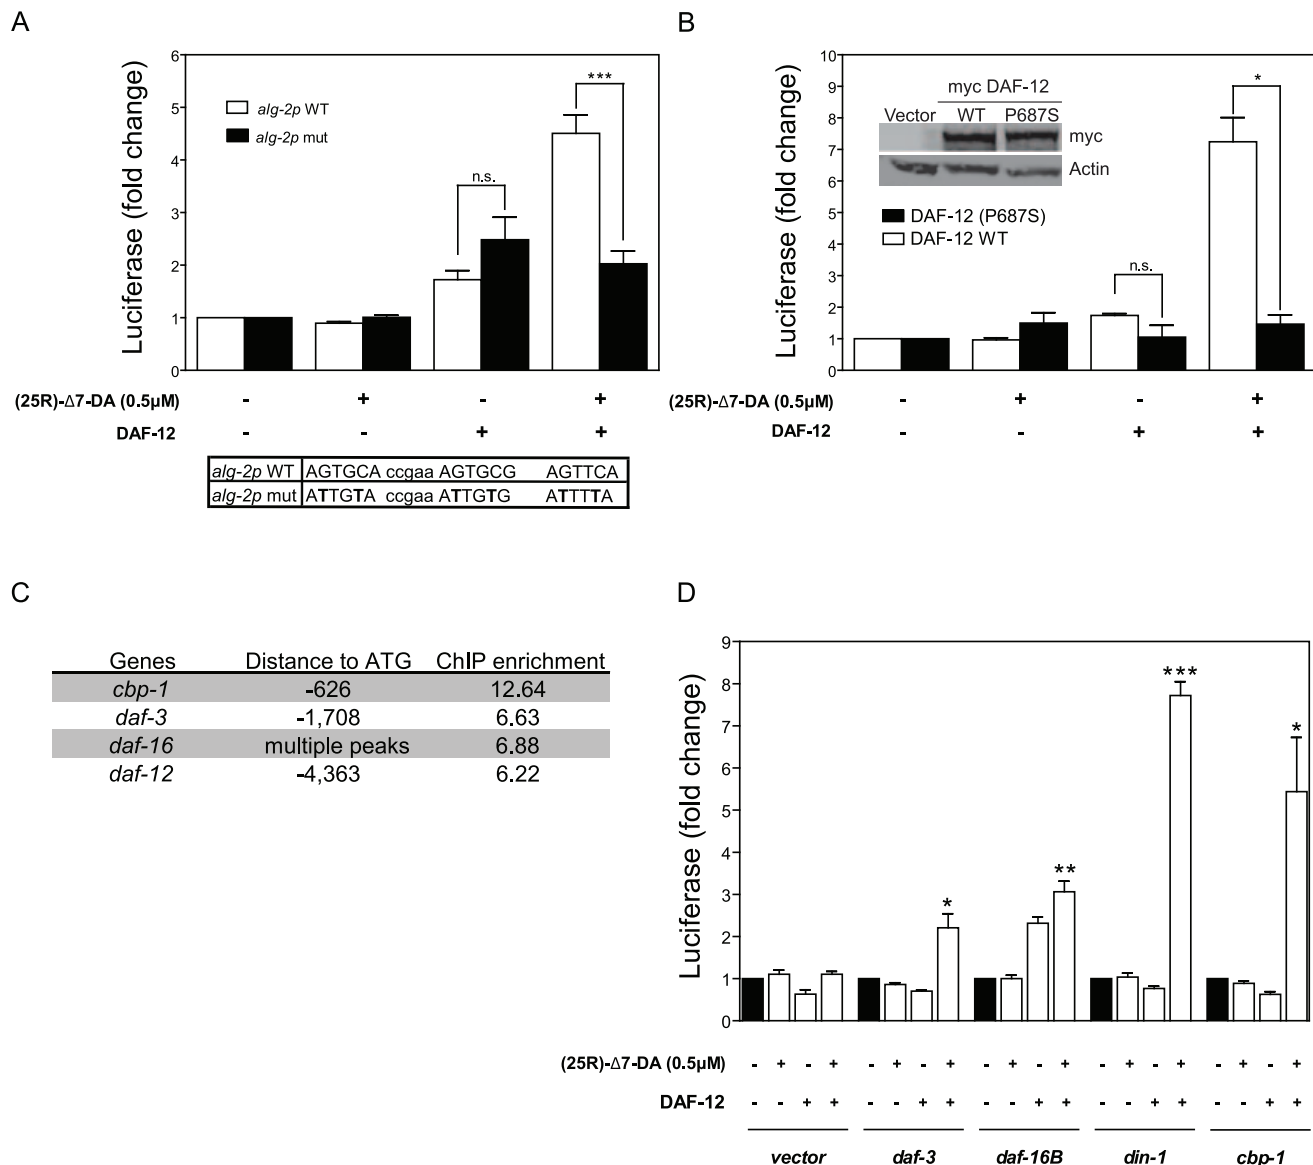 A
Luciferase (fold change)
6
5
4
3
2
1
0
alg-2p WT
alg-2p mut
n.s.
***
(25R)-Δ7-DA (0.5µM) - + - +
DAF-12 - - + +
alg-2p WT AGTGCA ccgaa AGTGCG AGTTCA
alg-2p mut ATTGTA ccgaa ATTGTG ATTTTA
B
Luciferase (fold change)
10
9
8
7
6
5
4
3
2
1
0
myc DAF-12
Vector WT P687S
myc
Actin
DAF-12 (P687S)
DAF-12 WT
n.s.
*
(25R)-Δ7-DA (0.5µM) - + - +
DAF-12 - - + +
C
Genes Distance to ATG ChIP enrichment
cbp-1 -626 12.64
daf-3 -1,708 6.63
daf-16 multiple peaks 6.88
daf-12 -4,363 6.22
D
Luciferase (fold change)
9
8
7
6
5
4
3
2
1
0
*
**
***
*
(25R)-Δ7-DA (0.5µM) - + - + - + - + - + - + - + - + - + - +
DAF-12 - - + + - - + + - - + + - - + + - - + +
vector daf-3 daf-16B din-1 cbp-1